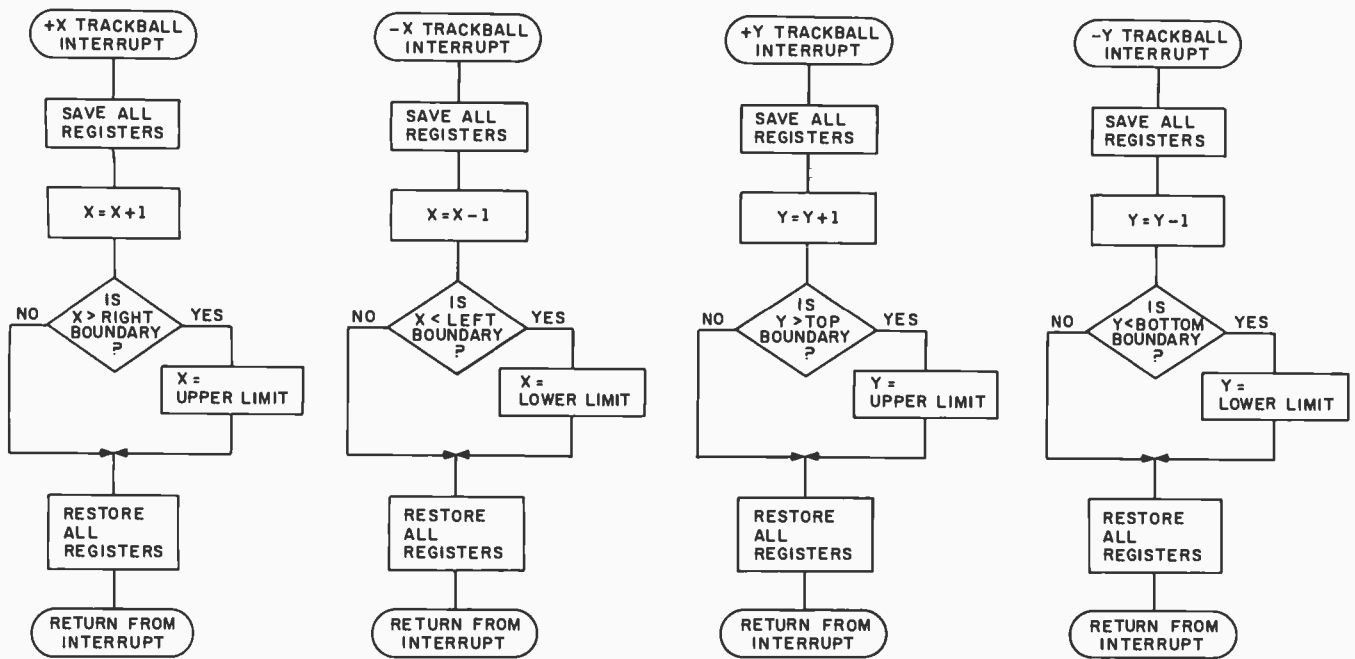 +X TRACKBALL
INTERRUPT
SAVE ALL
REGISTERS
X=X+1
IS
X>RIGHT
BOUNDARY
?
NO
YES
X=
UPPER LIMIT
RESTORE
ALL
REGISTERS
RETURN FROM
INTERRUPT
-X TRACKBALL
INTERRUPT
SAVE ALL
REGISTERS
X=X-1
IS
X<LEFT
BOUNDARY
?
NO
YES
X=
LOWER LIMIT
RESTORE
ALL
REGISTERS
RETURN FROM
INTERRUPT
+Y TRACKBALL
INTERRUPT
SAVE ALL
REGISTERS
Y=Y+1
IS
Y>TOP
BOUNDARY
?
NO
YES
Y=
UPPER LIMIT
RESTORE
ALL
REGISTERS
RETURN FROM
INTERRUPT
-Y TRACKBALL
INTERRUPT
SAVE ALL
REGISTERS
Y=Y-1
IS
Y<BOTTOM
BOUNDARY
?
NO
YES
Y=
LOWER LIMIT
RESTORE
ALL
REGISTERS
RETURN FROM
INTERRUPT